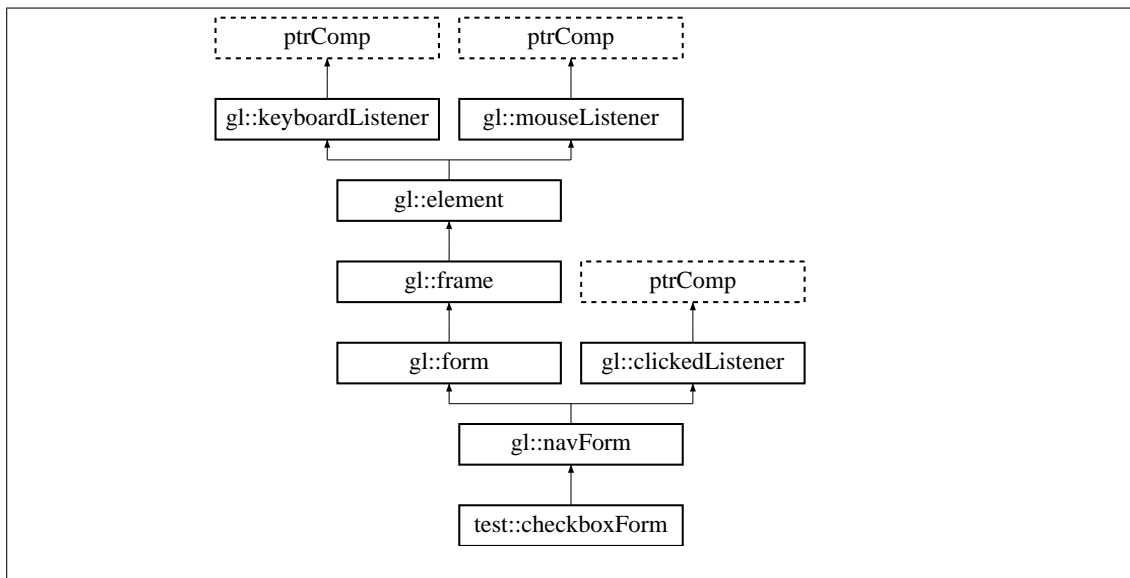 ptrComp ptrComp
gl::keyboardListener gl::mouseListener
gl::element
gl::frame ptrComp
gl::form gl::clickedListener
gl::navForm
test::checkboxForm